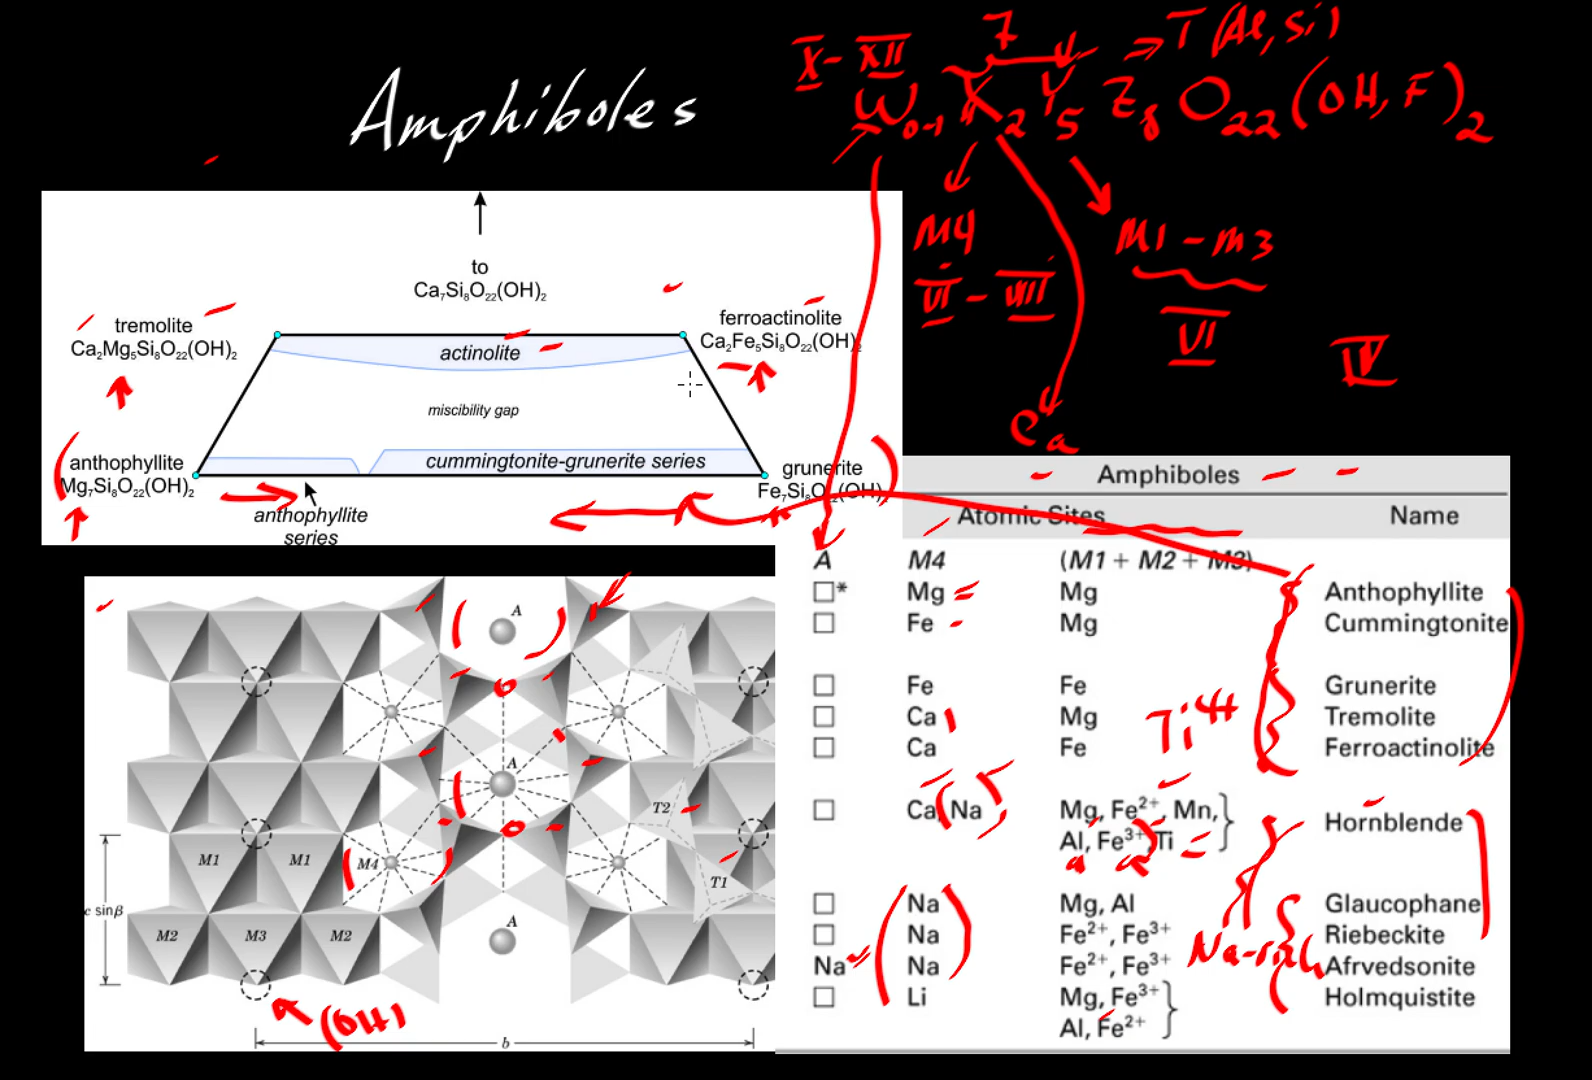 Amphiboles
X - XII
7
⇒ T (Al, Si)
W0-1 X2 Y5 Z8 O22 (OH, F)2
M4
VI - VIII
M1 - M3
VI
IV
Ca
to
Ca₇Si₈O₂₂(OH)₂
tremolite
Ca₂Mg₅Si₈O₂₂(OH)₂
ferroactinolite
Ca₂Fe₅Si₈O₂₂(OH)₂
actinolite
miscibility gap
anthophyllite
Mg₇Si₈O₂₂(OH)₂
cummingtonite-grunerite series
grunerite
Fe₇Si₈O₂₂(OH)₂
anthophyllite
series
Amphiboles
Atomic Sites Name
A M4 (M1 + M2 + M3)
□* Mg Mg Anthophyllite
□ Fe Mg Cummingtonite
□ Fe Fe Grunerite
□ Ca Mg Tremolite
□ Ca Fe Ferroactinolite
Ti4+
□ Ca, Na Mg, Fe²⁺, Mn, Hornblende
Al, Fe³⁺, Ti
□ Na Mg, Al Glaucophane
□ Na Fe²⁺, Fe³⁺ Riebeckite
Na Na Fe²⁺, Fe³⁺ Afrvedsonite
□ Li Mg, Fe³⁺ Holmquistite
Al, Fe²⁺
Na-rich
A
A
T2
M1 M1 M4 T1
c sinβ
M2 M3 M2 A
(OH)
b